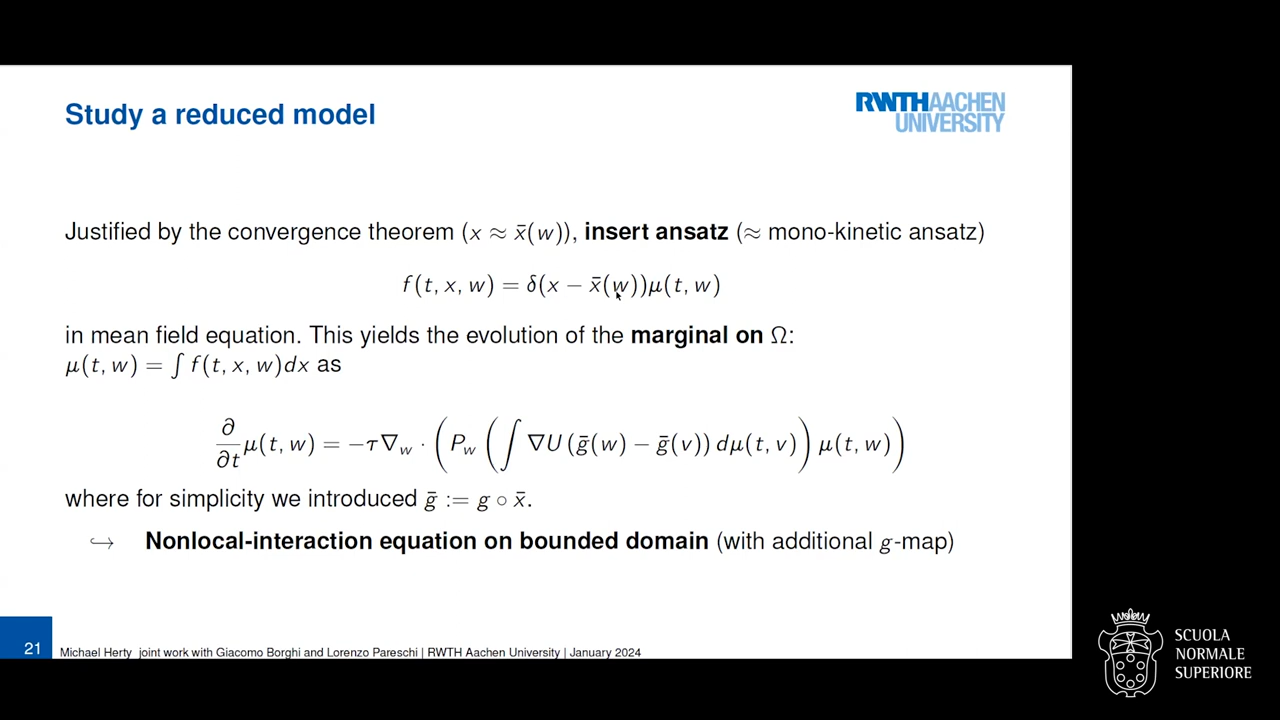 Study a reduced model
RWTHAACHEN
UNIVERSITY
Justified by the convergence theorem (x ≈ x̄(w)), insert ansatz (≈ mono-kinetic ansatz)
f(t, x, w) = δ(x − x̄(w))μ(t, w)
in mean field equation. This yields the evolution of the marginal on Ω:
μ(t, w) = ∫ f(t, x, w)dx as
∂/∂t μ(t, w) = −τ∇w · (Pw (∫ ∇U (ḡ(w) − ḡ(v)) dμ(t, v)) μ(t, w))
where for simplicity we introduced ḡ := g ∘ x̄.
↪ Nonlocal-interaction equation on bounded domain (with additional g-map)
21
Michael Herty joint work with Giacomo Borghi and Lorenzo Pareschi | RWTH Aachen University | January 2024
SCUOLA
NORMALE
SUPERIORE